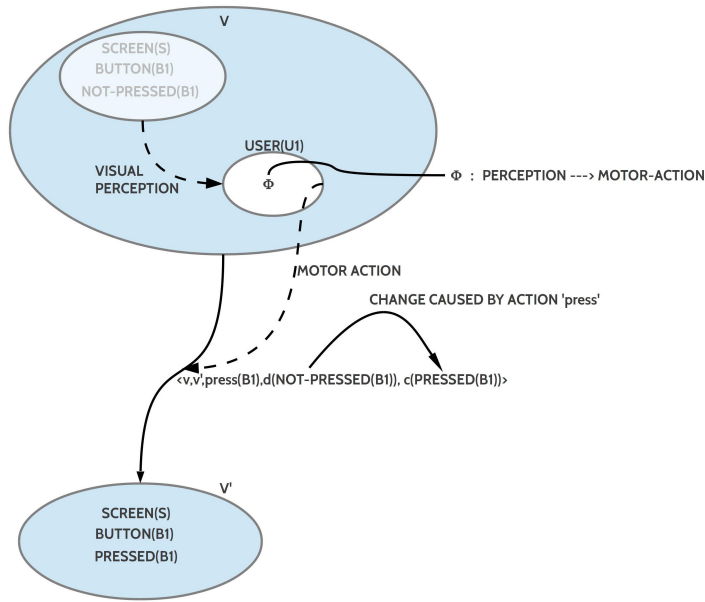 V
SCREEN(S)
BUTTON(B1)
NOT-PRESSED(B1)
USER(U1)
VISUAL
PERCEPTION
Φ
Φ : PERCEPTION ---> MOTOR-ACTION
MOTOR ACTION
CHANGE CAUSED BY ACTION 'press'
<v,v',press(B1),d(NOT-PRESSED(B1)), c(PRESSED(B1))>
V'
SCREEN(S)
BUTTON(B1)
PRESSED(B1)